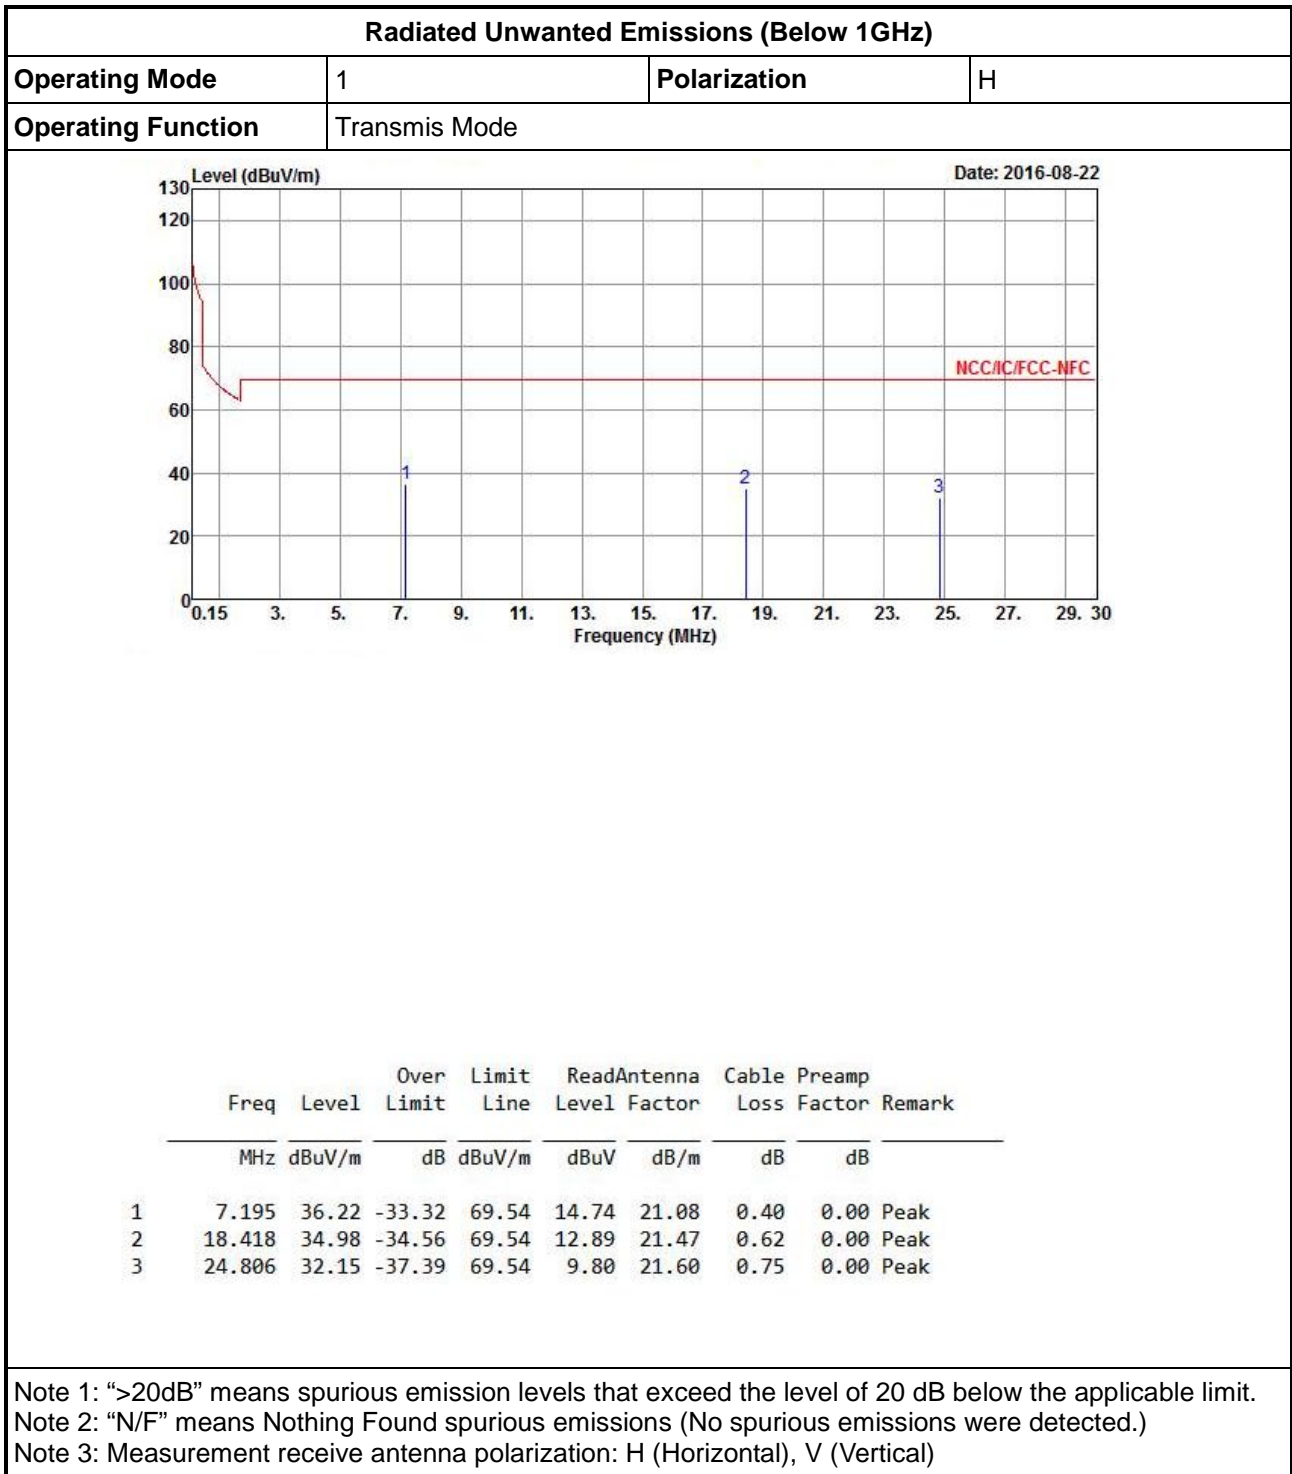 Radiated Unwanted Emissions (Below 1GHz)
Operating Mode 1 Polarization H
Operating Function Transmis Mode
Level (dBuV/m) Date: 2016-08-22
130
120
100
80
NCC/IC/FCC-NFC
60
40
1
2
3
20
0
0.15 3. 5. 7. 9. 11. 13. 15. 17. 19. 21. 23. 25. 27. 29. 30
Frequency (MHz)
Over Limit ReadAntenna Cable Preamp
Freq Level Limit Line Level Factor Loss Factor Remark
MHz dBuV/m dB dBuV/m dBuV dB/m dB dB
1 7.195 36.22 -33.32 69.54 14.74 21.08 0.40 0.00 Peak
2 18.418 34.98 -34.56 69.54 12.89 21.47 0.62 0.00 Peak
3 24.806 32.15 -37.39 69.54 9.80 21.60 0.75 0.00 Peak
Note 1: “>20dB” means spurious emission levels that exceed the level of 20 dB below the applicable limit.
Note 2: “N/F” means Nothing Found spurious emissions (No spurious emissions were detected.)
Note 3: Measurement receive antenna polarization: H (Horizontal), V (Vertical)